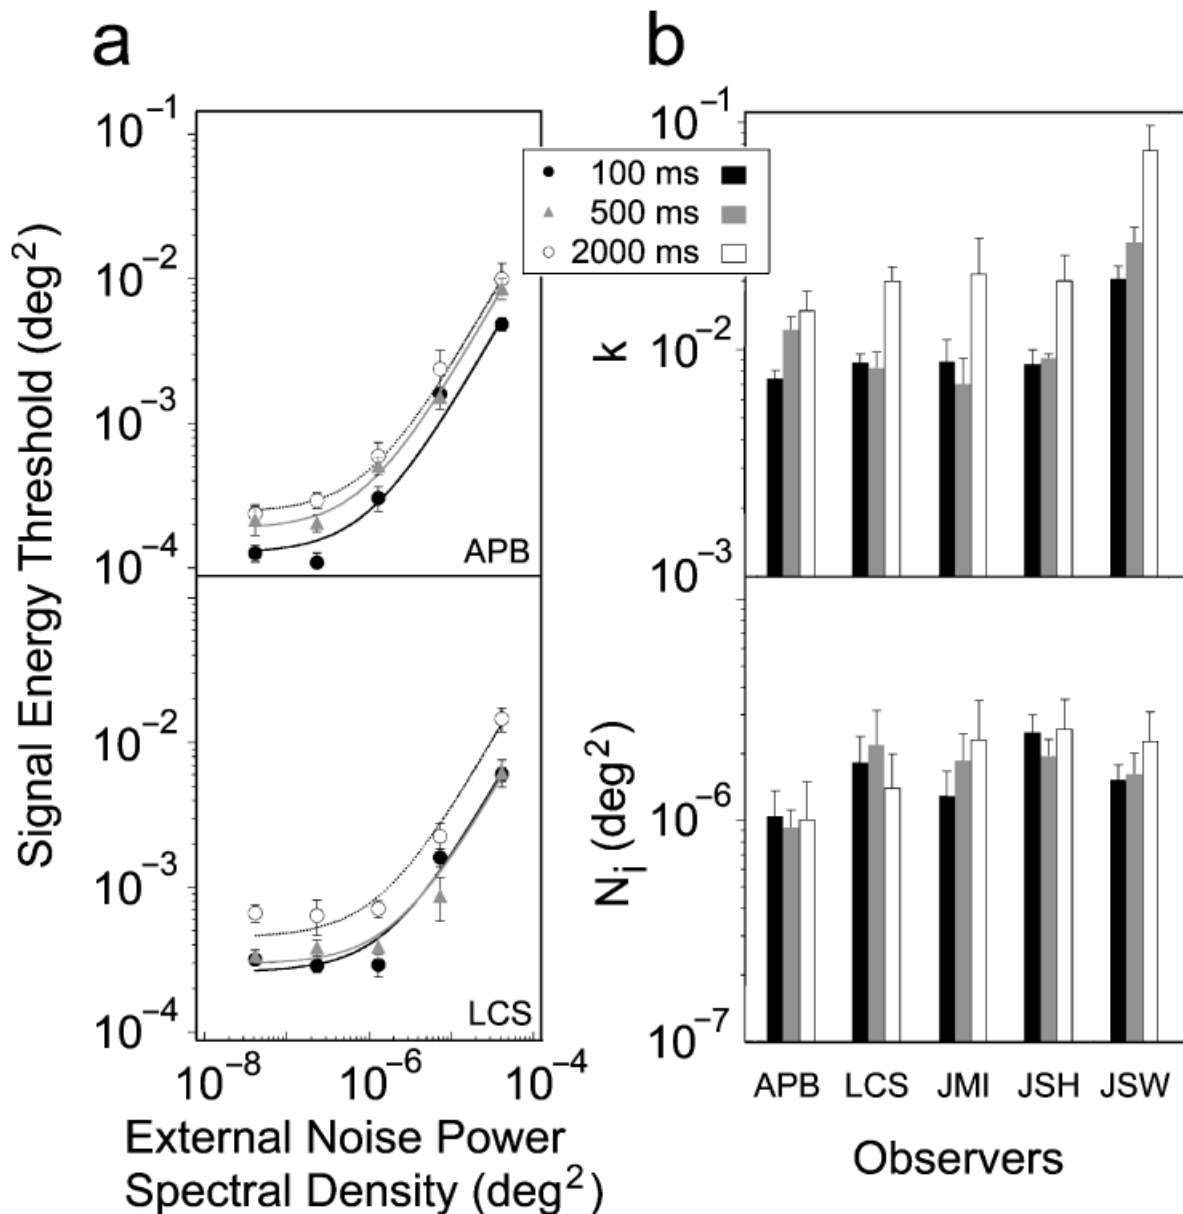 a
b
Signal Energy Threshold (deg²)
10⁻¹
10⁻²
10⁻³
10⁻⁴
APB
10⁻²
10⁻³
10⁻⁴
LCS
10⁻⁸
10⁻⁶
10⁻⁴
External Noise Power
Spectral Density (deg²)
100 ms
500 ms
2000 ms
k
10⁻¹
10⁻²
10⁻³
Nᵢ (deg²)
10⁻⁶
10⁻⁷
APB LCS JMI JSH JSW
Observers